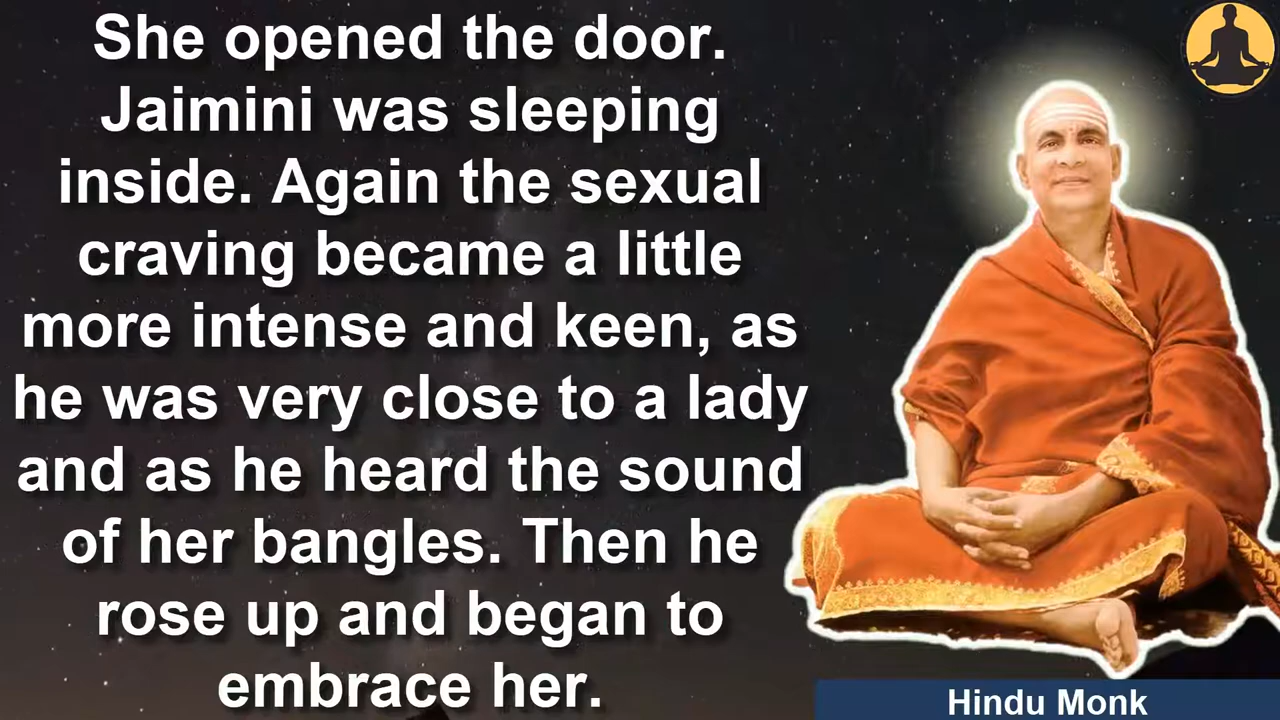 She opened the door.
Jaimini was sleeping
inside. Again the sexual
craving became a little
more intense and keen, as
he was very close to a lady
and as he heard the sound
of her bangles. Then he
rose up and began to
embrace her.
Hindu Monk